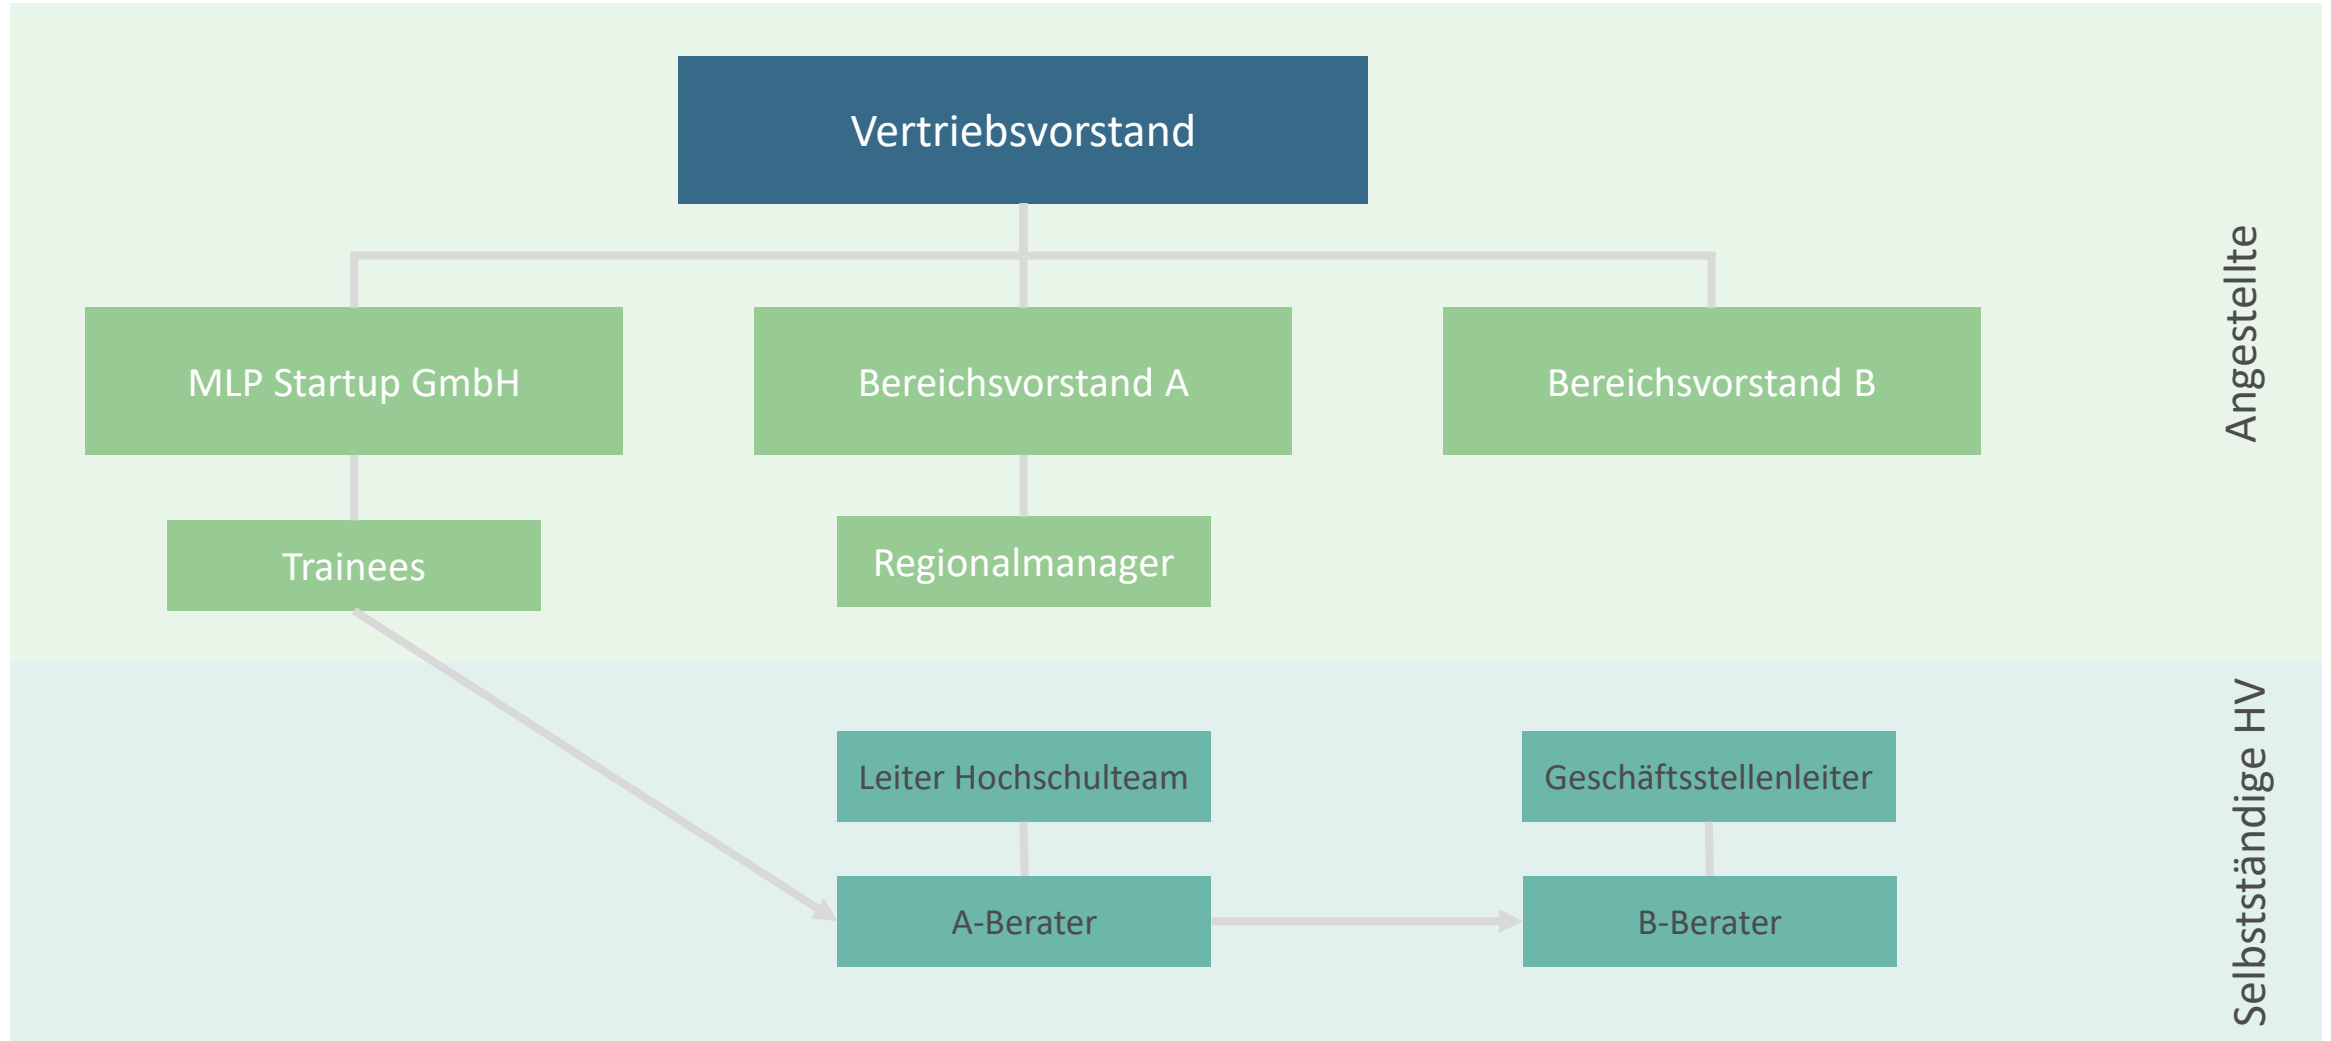 Vertriebsvorstand
MLP Startup GmbH
Bereichsvorstand A
Bereichsvorstand B
Trainees
Regionalmanager
Angestellte
Leiter Hochschulteam
Geschäftsstellenleiter
A-Berater
B-Berater
Selbstständige HV